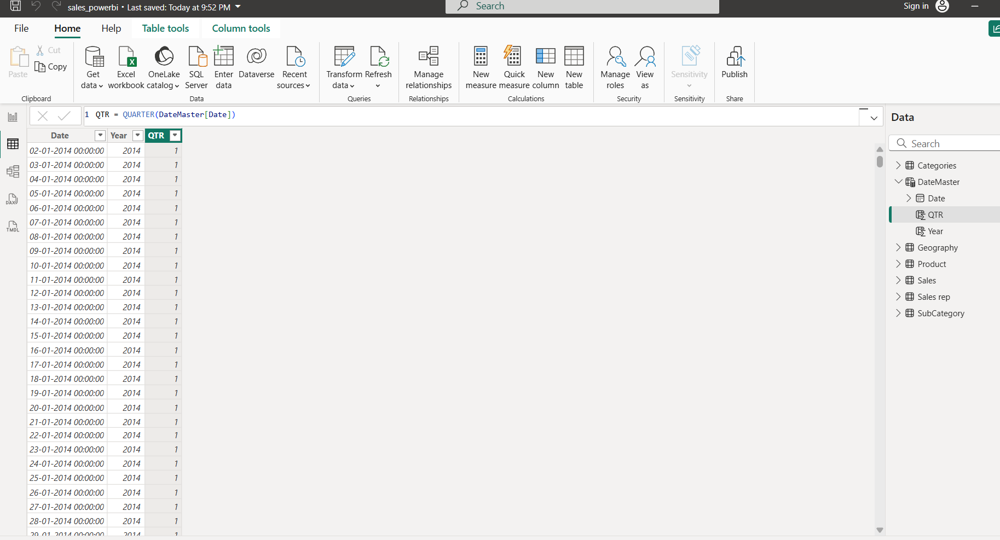 sales_powerbi • Last saved: Today at 9:52 PM
Search
Sign in
File Home Help Table tools Column tools
Paste
Cut
Copy
Clipboard
Get data
Excel workbook
OneLake catalog
SQL Server
Enter data
Dataverse
Recent sources
Data
Transform data
Refresh
Queries
Manage relationships
Relationships
New measure
Quick measure
New column
New table
Calculations
Manage roles
View as
Security
Sensitivity
Sensitivity
Publish
Share
1 QTR = QUARTER(DateMaster[Date])
DAX
TMDL
Date Year QTR
02-01-2014 00:00:00 2014 1
03-01-2014 00:00:00 2014 1
04-01-2014 00:00:00 2014 1
05-01-2014 00:00:00 2014 1
06-01-2014 00:00:00 2014 1
07-01-2014 00:00:00 2014 1
08-01-2014 00:00:00 2014 1
09-01-2014 00:00:00 2014 1
10-01-2014 00:00:00 2014 1
11-01-2014 00:00:00 2014 1
12-01-2014 00:00:00 2014 1
13-01-2014 00:00:00 2014 1
14-01-2014 00:00:00 2014 1
15-01-2014 00:00:00 2014 1
16-01-2014 00:00:00 2014 1
17-01-2014 00:00:00 2014 1
18-01-2014 00:00:00 2014 1
19-01-2014 00:00:00 2014 1
20-01-2014 00:00:00 2014 1
21-01-2014 00:00:00 2014 1
22-01-2014 00:00:00 2014 1
23-01-2014 00:00:00 2014 1
24-01-2014 00:00:00 2014 1
25-01-2014 00:00:00 2014 1
26-01-2014 00:00:00 2014 1
27-01-2014 00:00:00 2014 1
28-01-2014 00:00:00 2014 1
29-01-2014 00:00:00 2014 1
Data
Search
Categories
DateMaster
Date
QTR
Year
Geography
Product
Sales
Sales rep
SubCategory